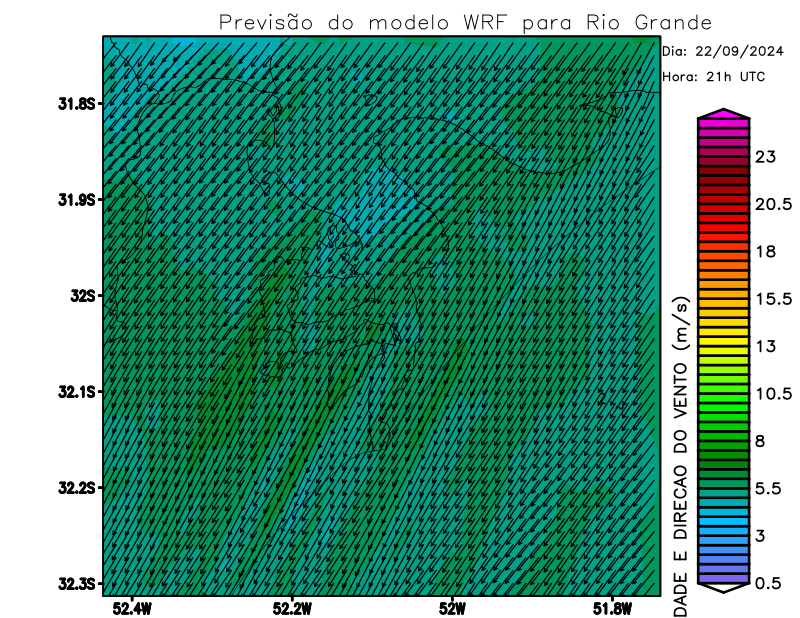 Previsão do modelo WRF para Rio Grande
Dia: 22/09/2024
Hora: 21h UTC
31.8S
31.9S
32S
32.1S
32.2S
32.3S
52.4W
52.2W
52W
51.8W
23
20.5
18
15.5
13
10.5
8
5.5
3
0.5
DADE E DIRECAO DO VENTO (m/s)